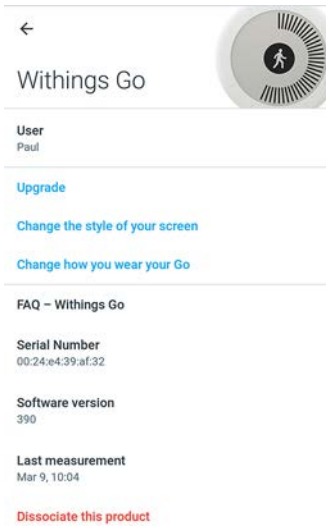 Withings Go
User
Paul
Upgrade
Change the style of your screen
Change how you wear your Go
FAQ – Withings Go
Serial Number
00:24:e4:39:af:32
Software version
390
Last measurement
Mar 9, 10:04
Dissociate this product